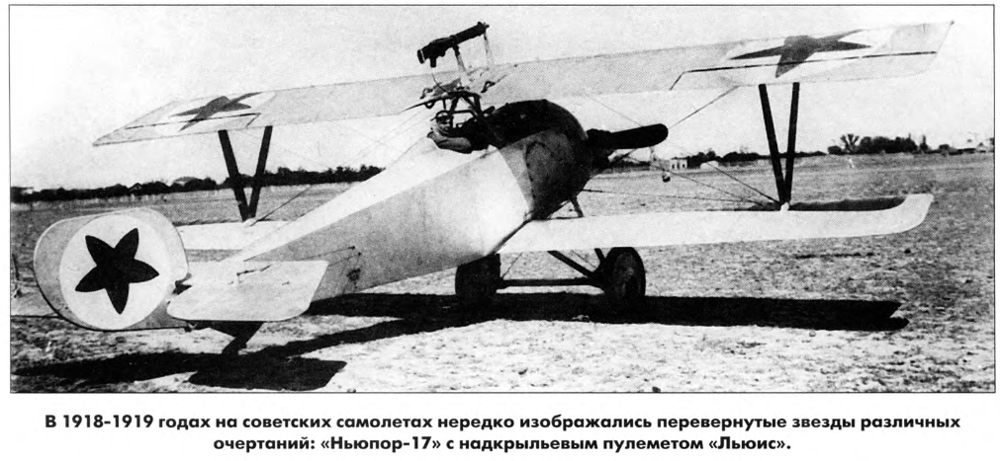 В 1918-1919 годах на советских самолетах нередко изображались перевернутые звезды различных
очертаний: «Ньюпор-17» с надкрыльевым пулеметом «Льюис».